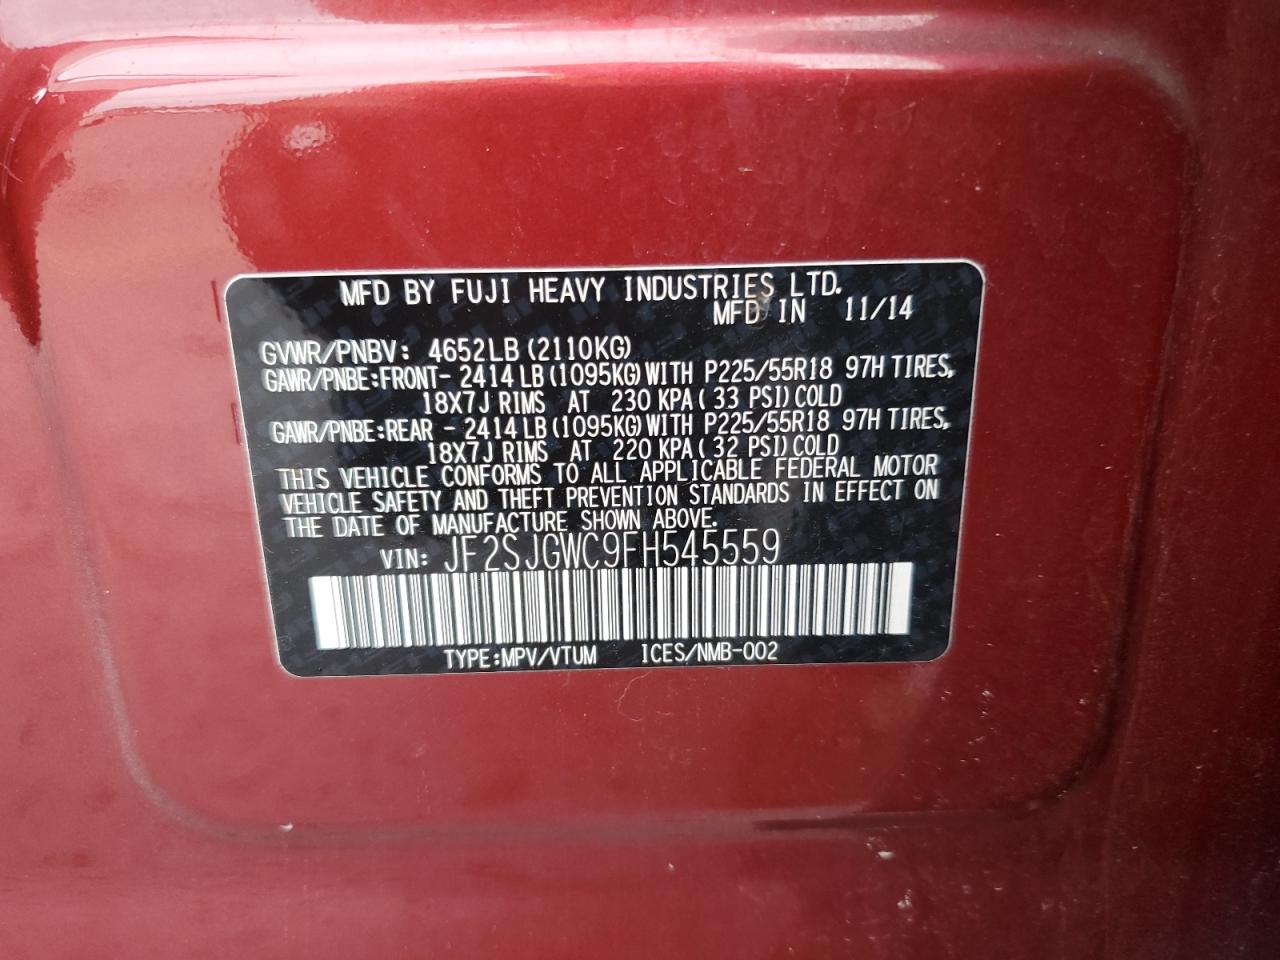 MFD BY FUJI HEAVY INDUSTRIES LTD.
MFD IN 11/14
GVWR/PNBV: 4652LB(2110KG)
GAWR/PNBE:FRONT- 2414LB(1095KG)WITH P225/55R18 97H TIRES,
18X7J RIMS AT 230 KPA( 33 PSI)COLD
GAWR/PNBE:REAR - 2414LB(1095KG)WITH P225/55R18 97H TIRES,
18X7J RIMS AT 220 KPA( 32 PSI)COLD
THIS VEHICLE CONFORMS TO ALL APPLICABLE FEDERAL MOTOR
VEHICLE SAFETY AND THEFT PREVENTION STANDARDS IN EFFECT ON
THE DATE OF MANUFACTURE SHOWN ABOVE.
VIN: JF2SJGWC9FH545559
TYPE:MPV/VTUM ICES/NMB-002